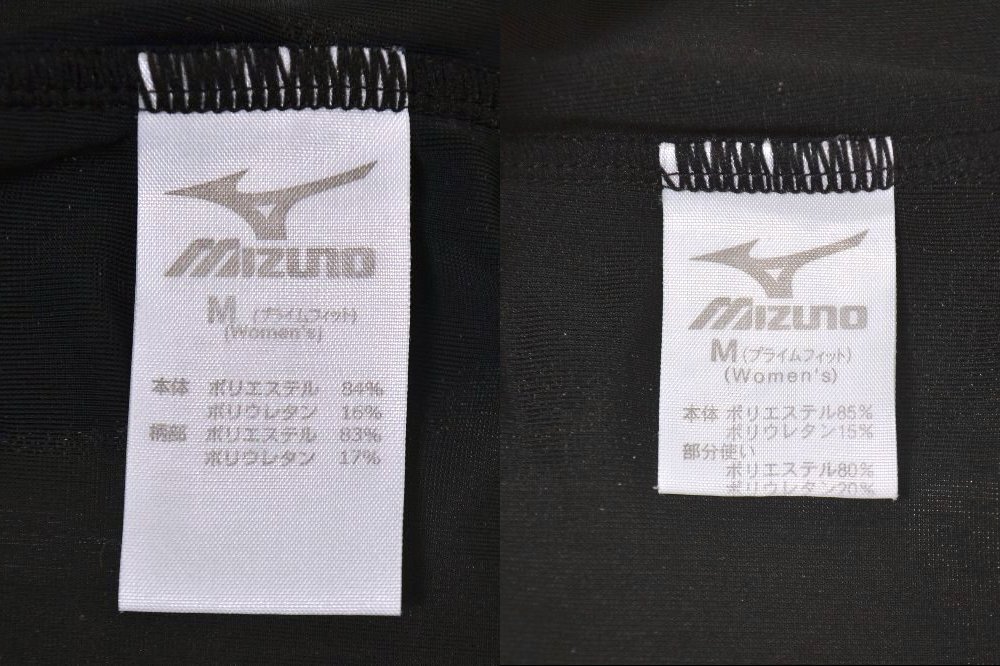 MIZUNO
M (プライムフィット)
(Women's)
本体 ポリエステル 84%
ポリウレタン 16%
柄部 ポリエステル 83%
ポリウレタン 17%
MIZUNO
M (プライムフィット)
(Women's)
本体 ポリエステル85%
ポリウレタン15%
部分使い
ポリエステル80%
ポリウレタン20%